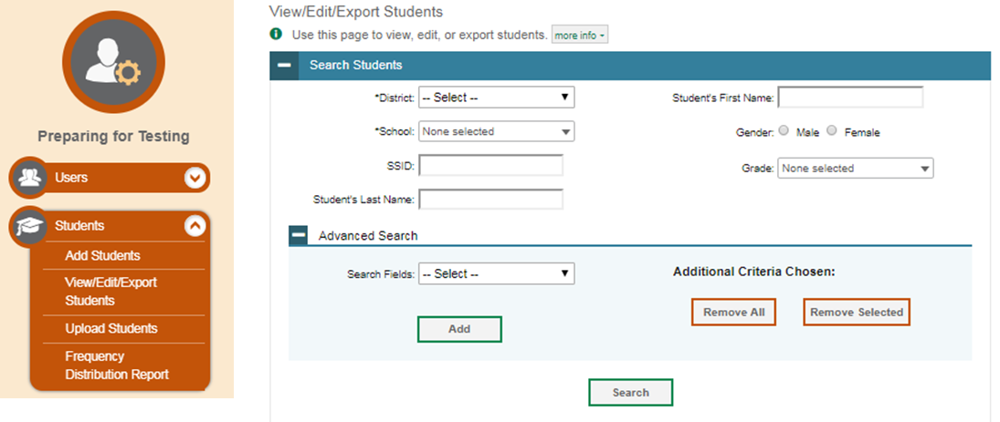 Preparing for Testing
Users
Students
Add Students
View/Edit/Export
Students
Upload Students
Frequency
Distribution Report
View/Edit/Export Students
Use this page to view, edit, or export students. more info
Search Students
*District: -- Select --
Student's First Name:
*School: None selected
Gender: Male Female
SSID:
Grade: None selected
Student's Last Name:
Advanced Search
Search Fields: -- Select --
Additional Criteria Chosen:
Remove All Remove Selected
Add
Search